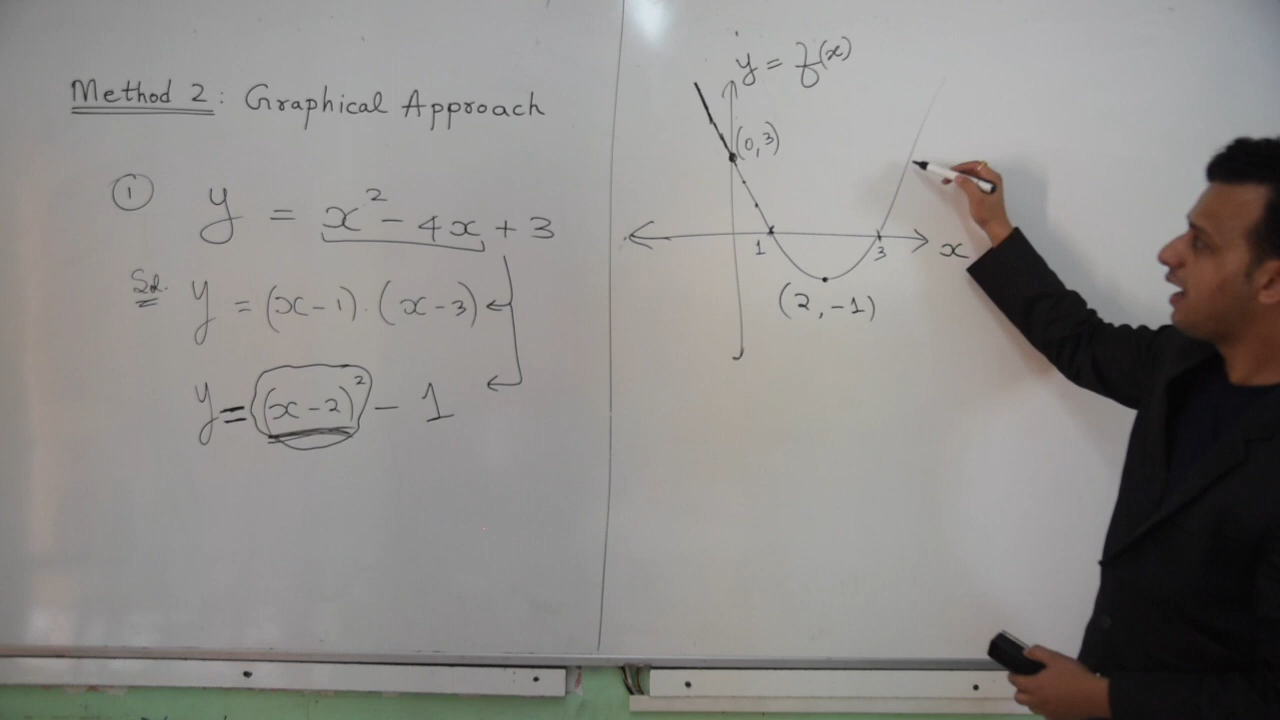 Method 2: Graphical Approach
① y = x² - 4x + 3
Sol. y = (x-1).(x-3)
y = (x-2)² - 1
y = f(x)
(0,3)
1 3 x
(2,-1)